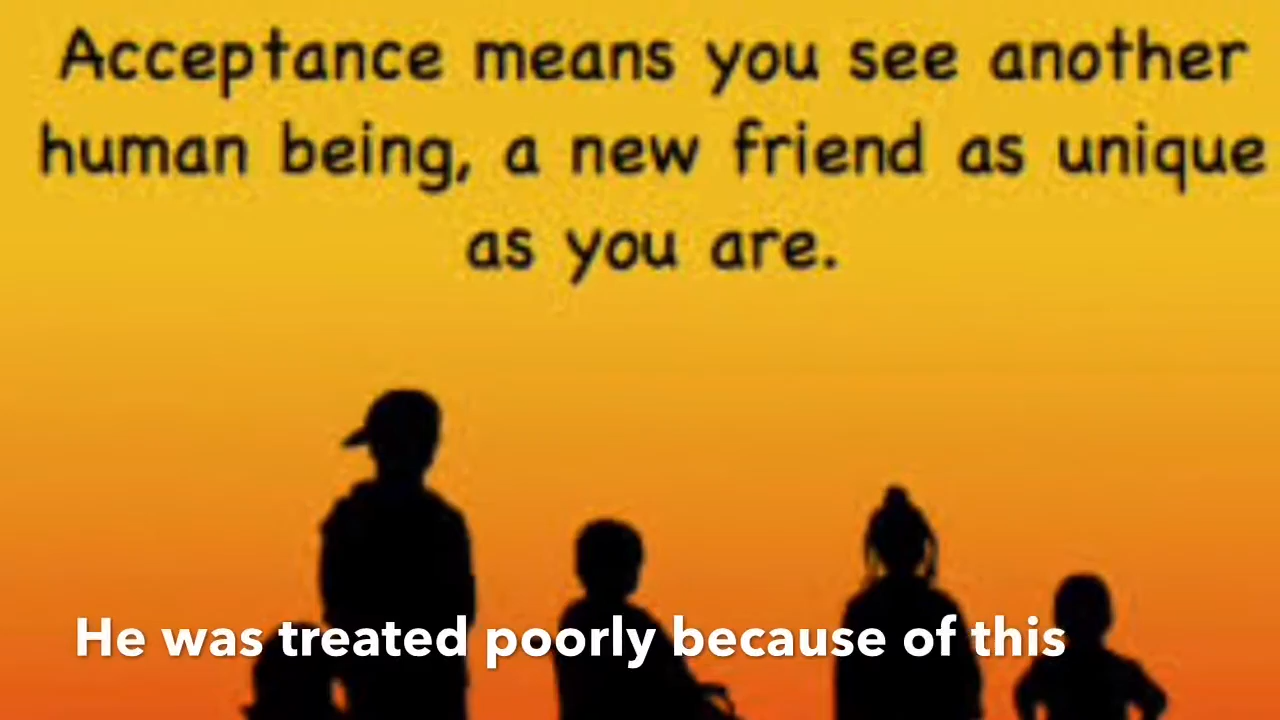 Acceptance means you see another
human being, a new friend as unique
as you are.
He was treated poorly because of this